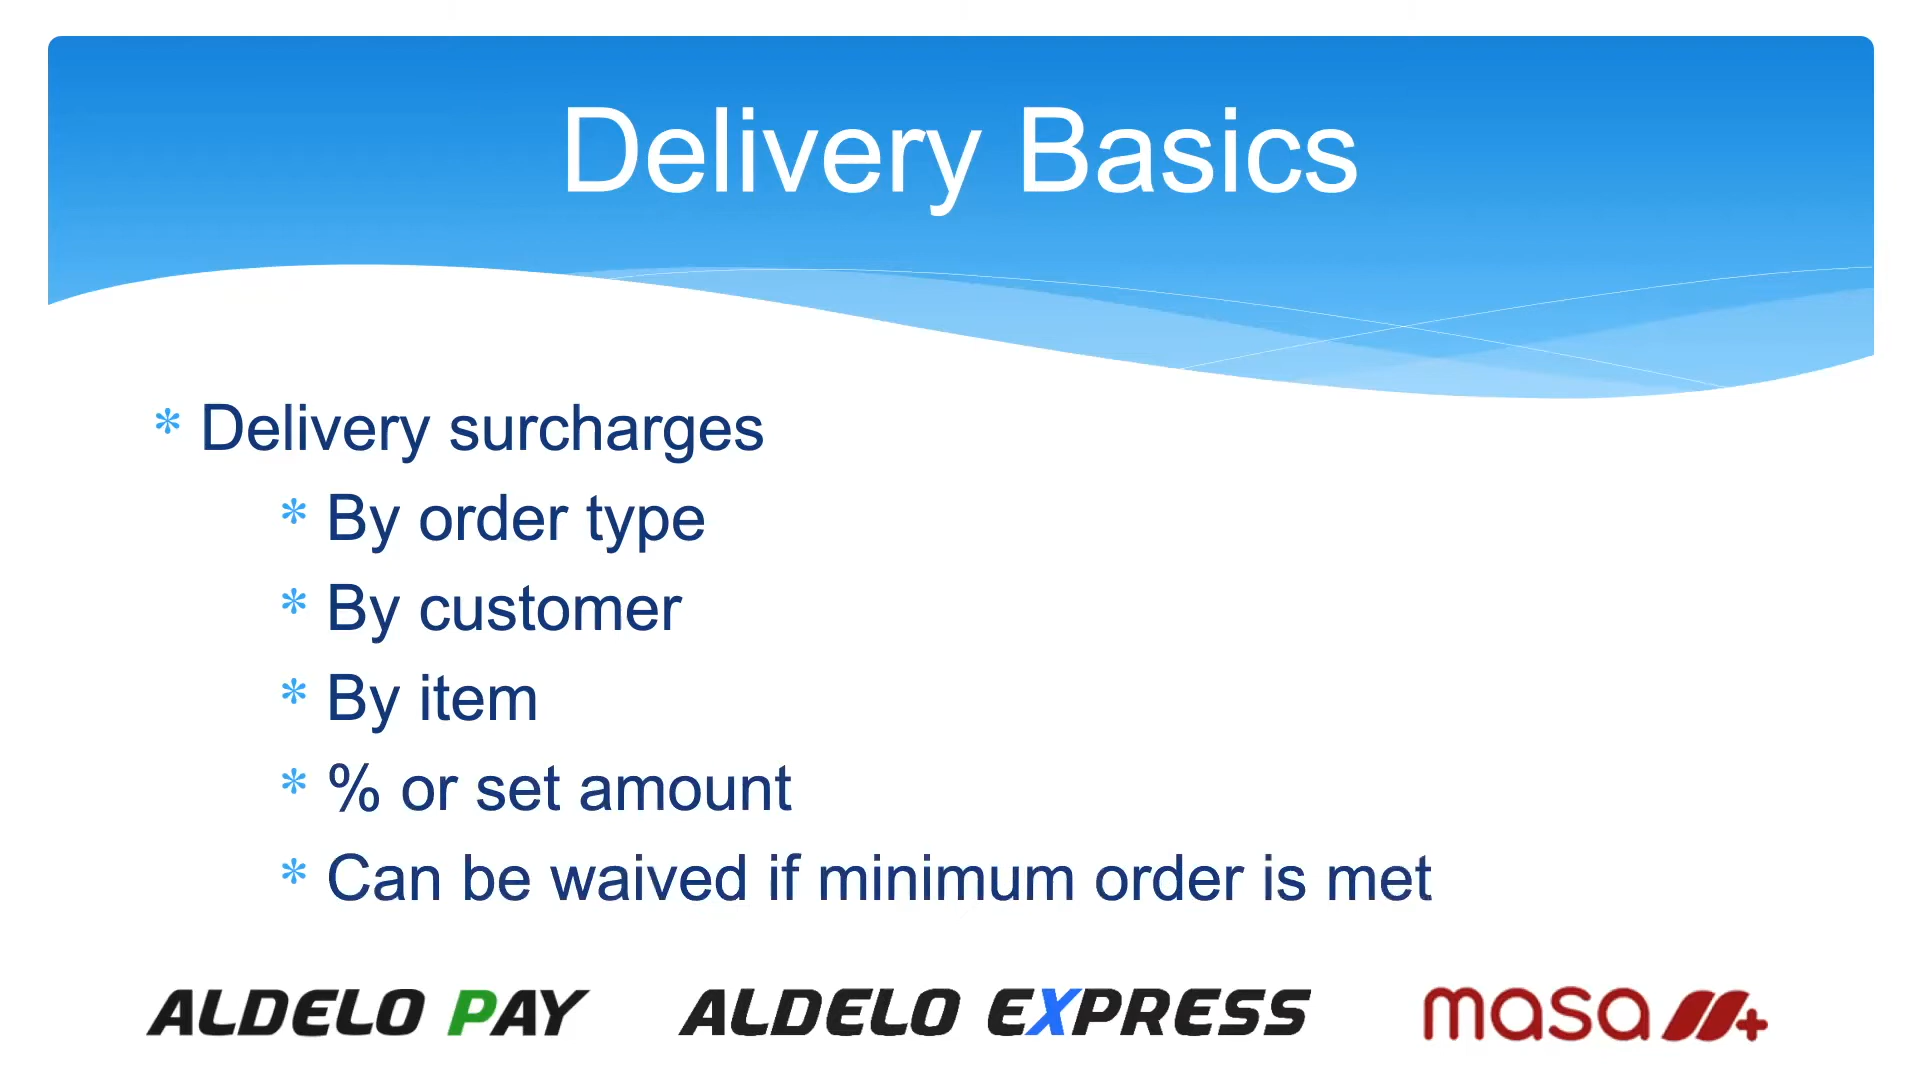 Delivery Basics
* Delivery surcharges
* By order type
* By customer
* By item
* % or set amount
* Can be waived if minimum order is met
ALDELO PAY ALDELO EXPRESS masa+